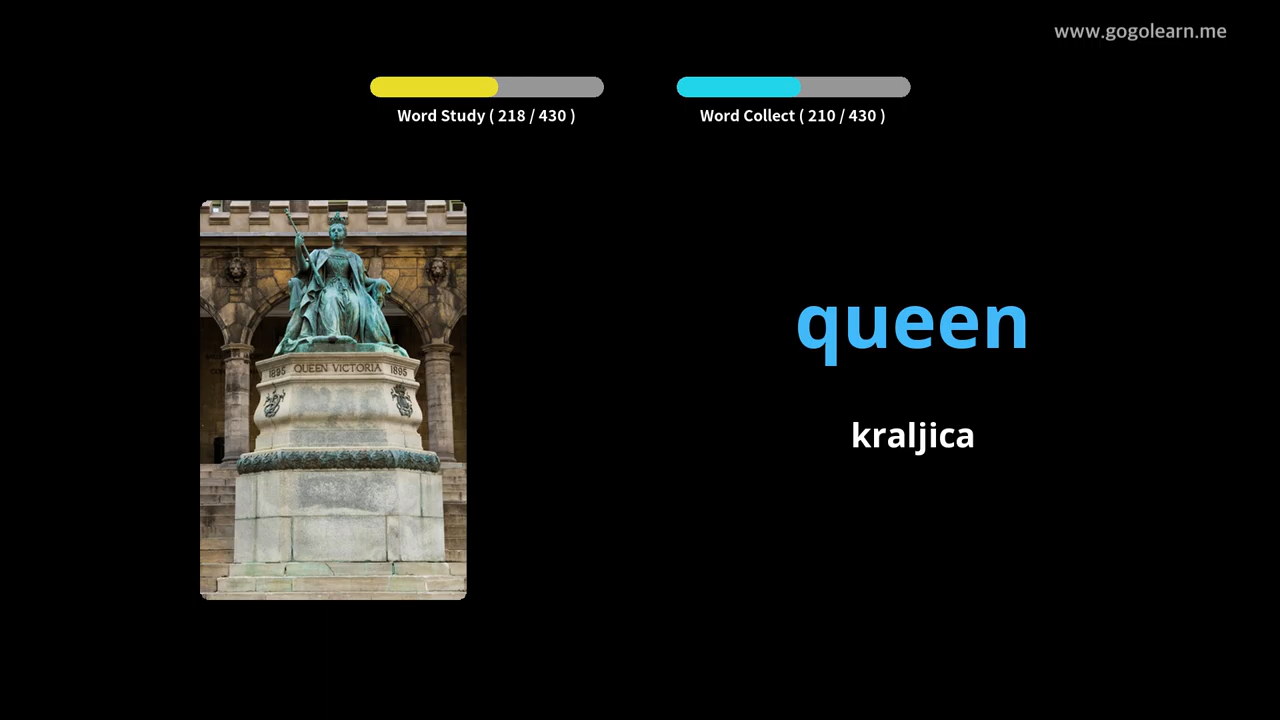 www.gogolearn.me
Word Study ( 218 / 430 )
Word Collect ( 210 / 430 )
1895 QUEEN VICTORIA 1895
queen
kraljica